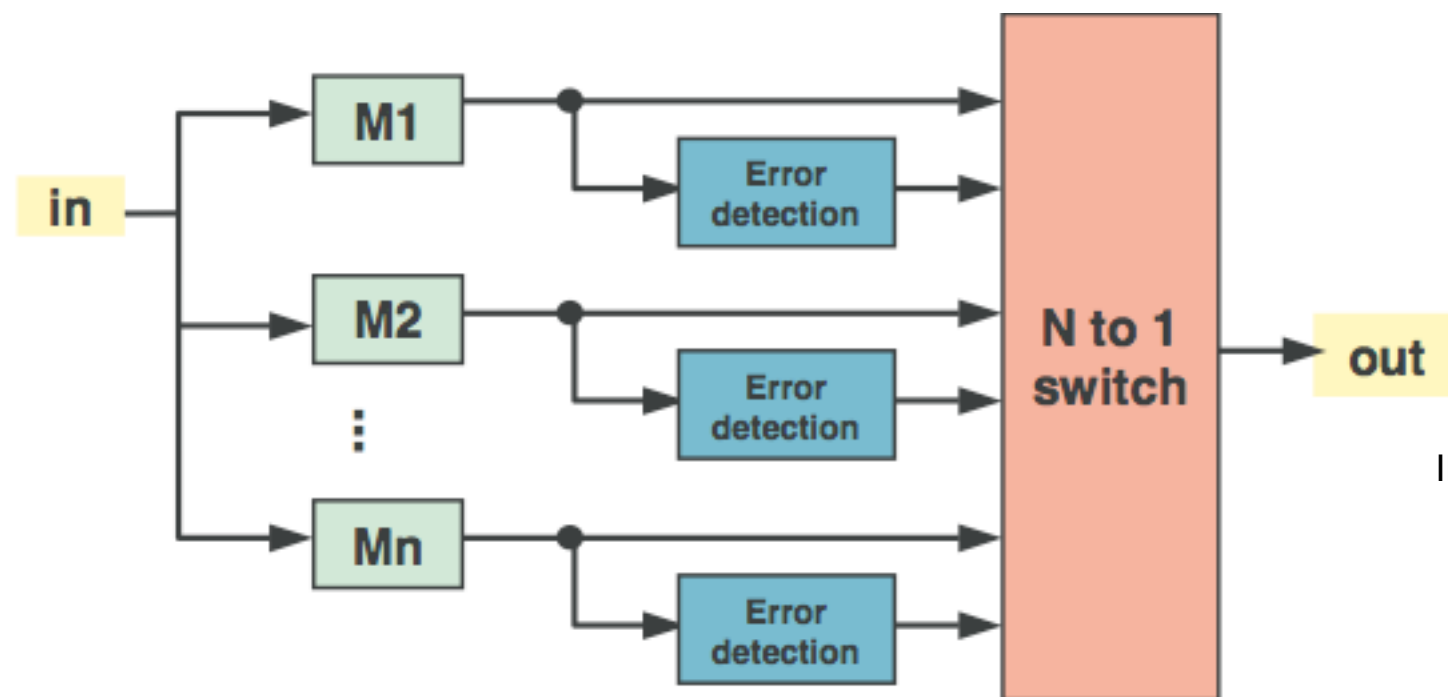 M1
Error
detection
in
M2
Error
detection
N to 1
switch
out
⋮
Mn
Error
detection